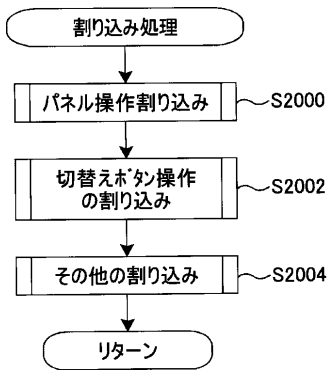 割り込み処理
パネル操作割り込み
S2000
切替えボタン操作
の割り込み
S2002
その他の割り込み
S2004
リターン